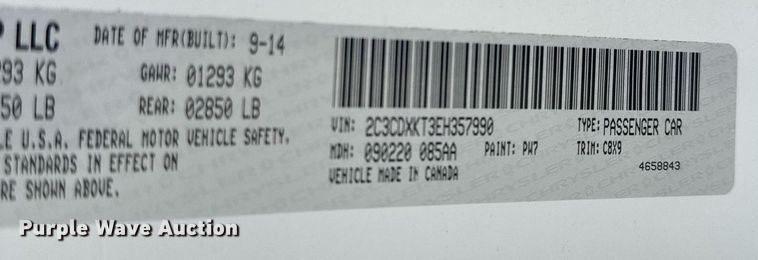 P LLC DATE OF MFR(BUILT): 9-14
293 KG GAWR: 01293 KG
50 LB REAR: 02850 LB
LE U.S.A. FEDERAL MOTOR VEHICLE SAFETY,
STANDARDS IN EFFECT ON
RE SHOWN ABOVE.
VIN: 2C3CDXKT3EH357990 TYPE: PASSENGER CAR
MDH: 090220 085AA PAINT: PW7 TRIM: C8X9
VEHICLE MADE IN CANADA 4658843
Purple Wave Auction